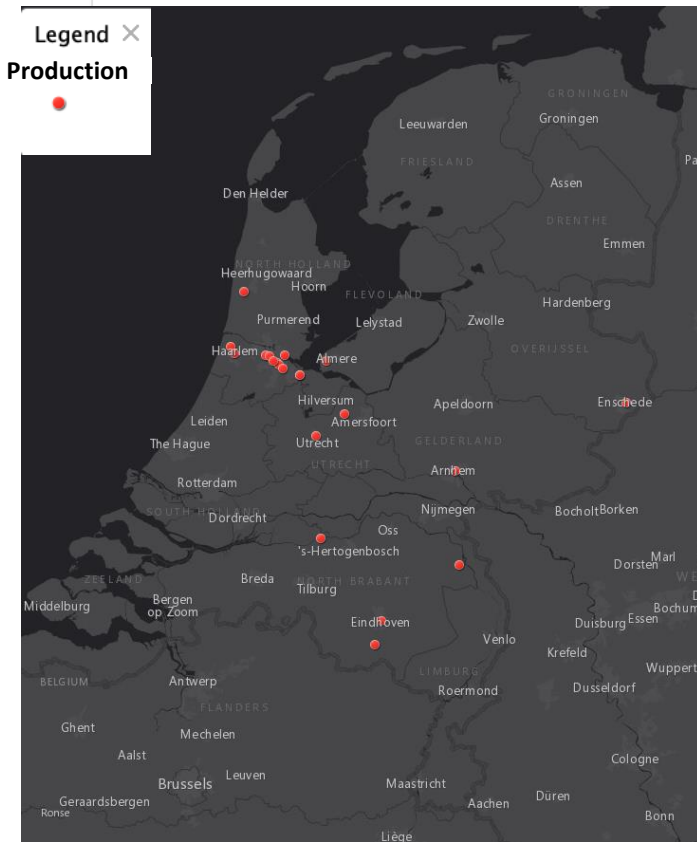 Legend ×
Production
GRONINGEN
Groningen
Leeuwarden
FRIESLAND
Assen
Den Helder
DRENTHE
Emmen
NORTH HOLLAND
Heerhugowaard
Hoorn
FLEVOLAND
Hardenberg
Purmerend
Lelystad
Zwolle
OVERIJSSEL
Haarlem
Almere
Hilversum
Apeldoorn
Enschede
Leiden
Amersfoort
The Hague
Utrecht
GELDERLAND
UTRECHT
Arnhem
Rotterdam
SOUTH HOLLAND
Dordrecht
Nijmegen
Bocholt
Borken
Oss
's-Hertogenbosch
Marl
Dorsten
ZEELAND
Breda
NORTH BRABANT
Tilburg
Middelburg
Bergen
op Zoom
Eindhoven
Duisburg
Essen
Bochum
Venlo
Krefeld
BELGIUM
Antwerp
LIMBURG
Roermond
Dusseldorf
Wuppert
FLANDERS
Ghent
Mechelen
Aalst
Cologne
Brussels
Leuven
Maastricht
Geraardsbergen
Ronse
Aachen
Düren
Bonn
Liège